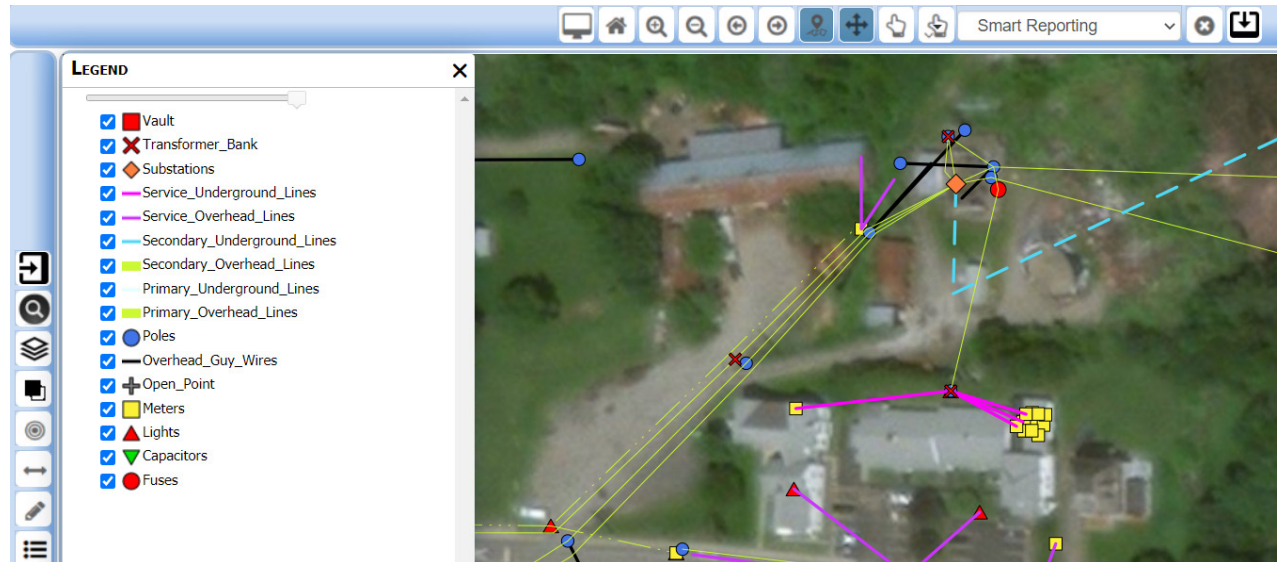 Smart Reporting
LEGEND
Vault
Transformer_Bank
Substations
Service_Underground_Lines
Service_Overhead_Lines
Secondary_Underground_Lines
Secondary_Overhead_Lines
Primary_Underground_Lines
Primary_Overhead_Lines
Poles
Overhead_Guy_Wires
Open_Point
Meters
Lights
Capacitors
Fuses